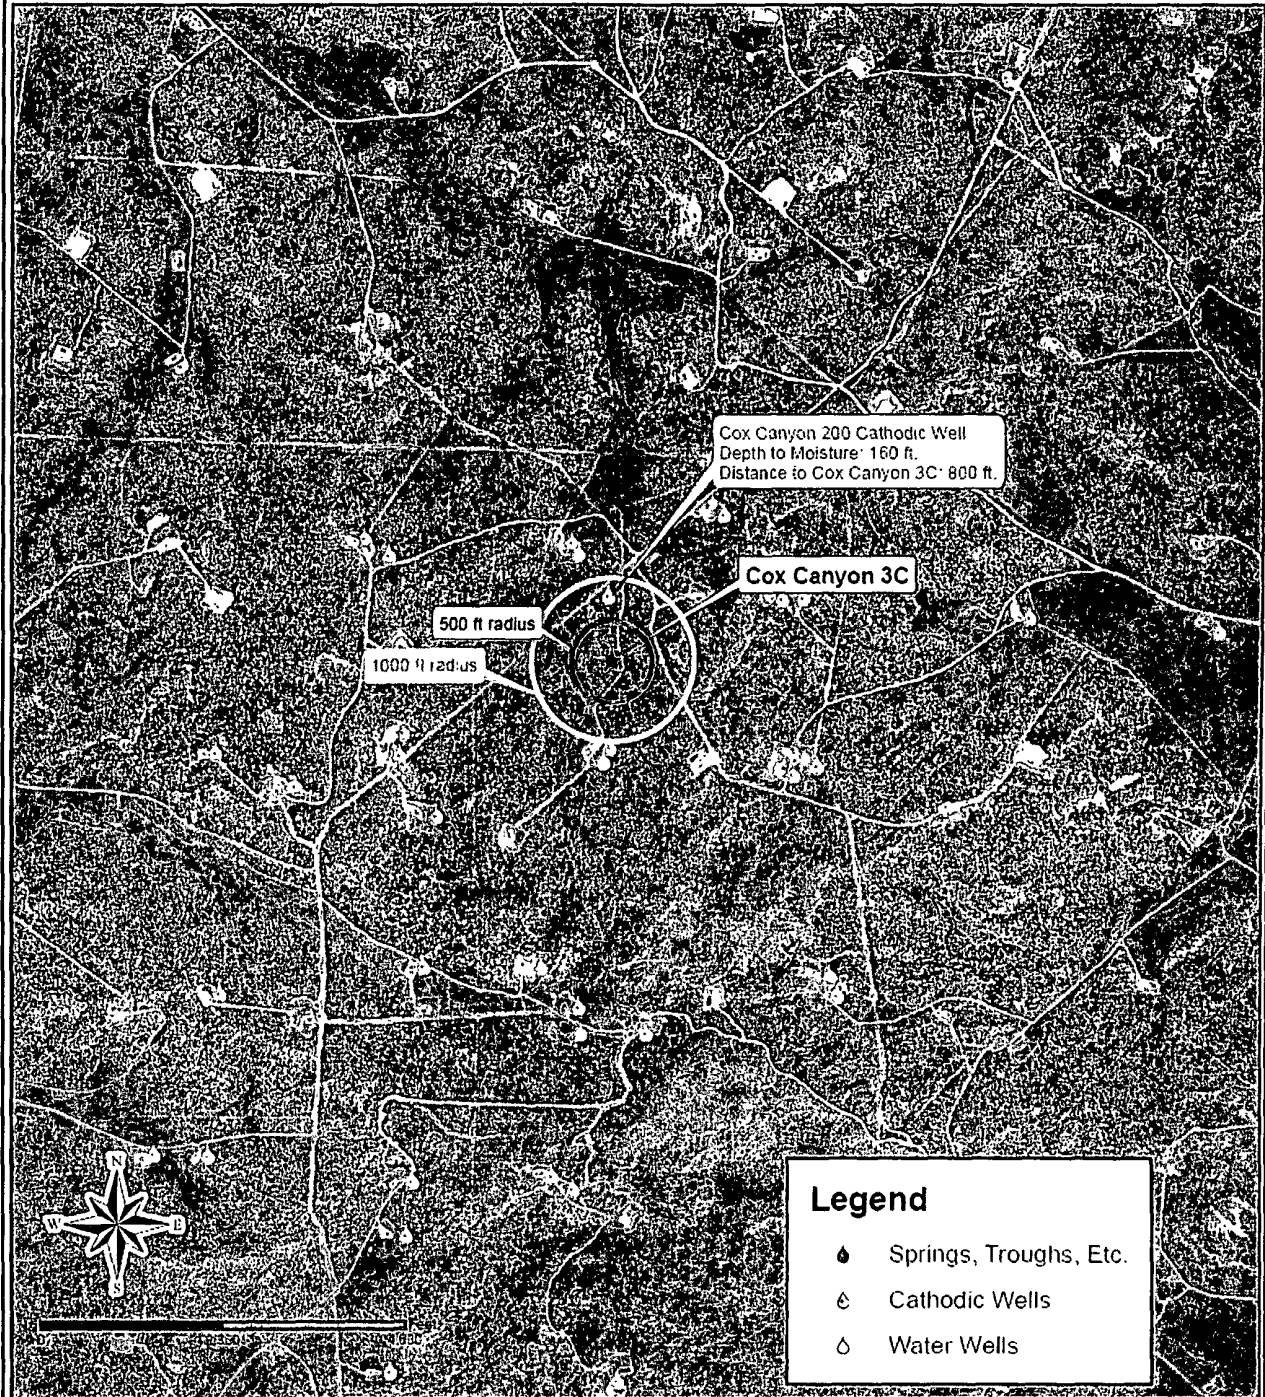 Cox Canyon 200 Cathodic Well
Depth to Moisture: 160 ft.
Distance to Cox Canyon 3C: 800 ft.
Cox Canyon 3C
500 ft radius
1000 ft radius
N
W E
S
Legend
Springs, Troughs, Etc.
Cathodic Wells
Water Wells